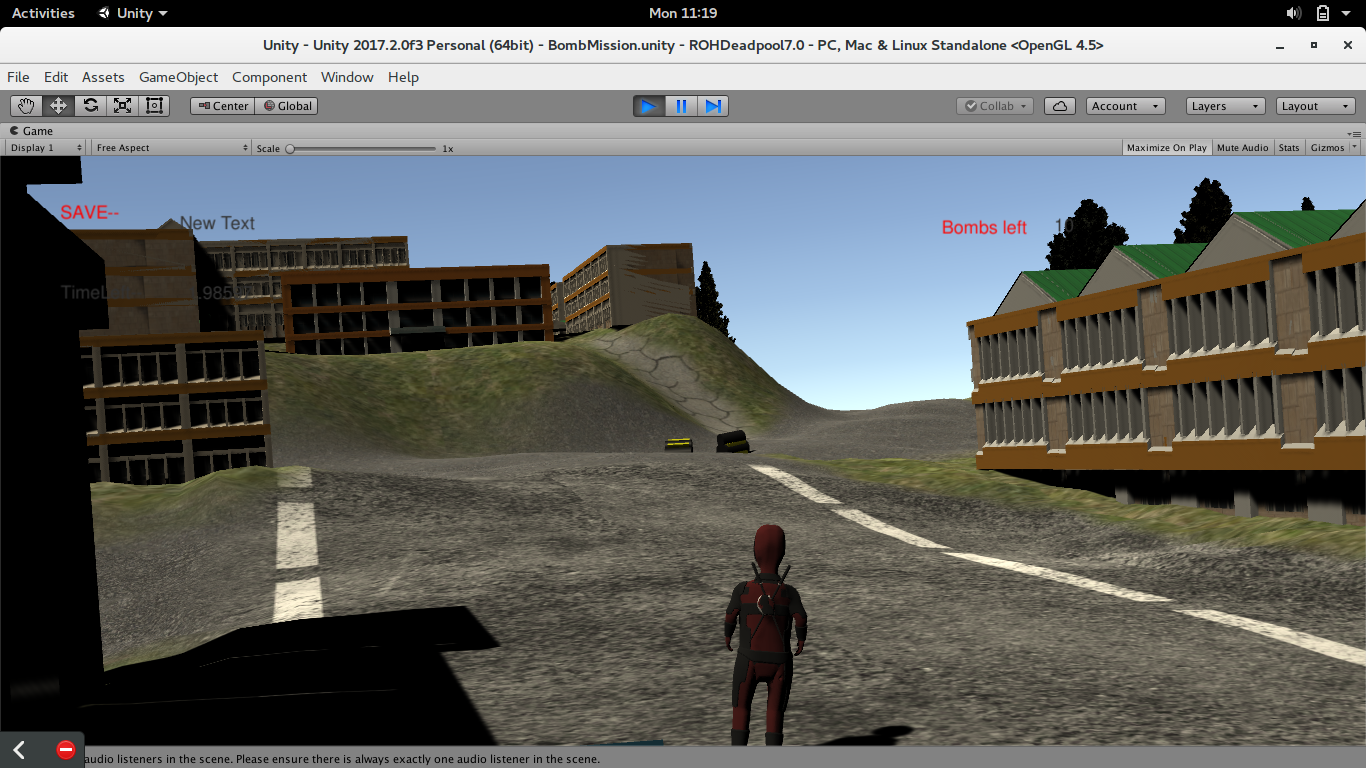 Activities Unity Mon 11:19
Unity - Unity 2017.2.0f3 Personal (64bit) - BombMission.unity - ROHDeadpool7.0 - PC, Mac & Linux Standalone <OpenGL 4.5>
File Edit Assets GameObject Component Window Help
Center Global Collab Account Layers Layout
Game
Display 1 Free Aspect Scale 1x Maximize On Play Mute Audio Stats Gizmos
SAVE-- New Text Bombs left 10
audio listeners in the scene. Please ensure there is always exactly one audio listener in the scene.